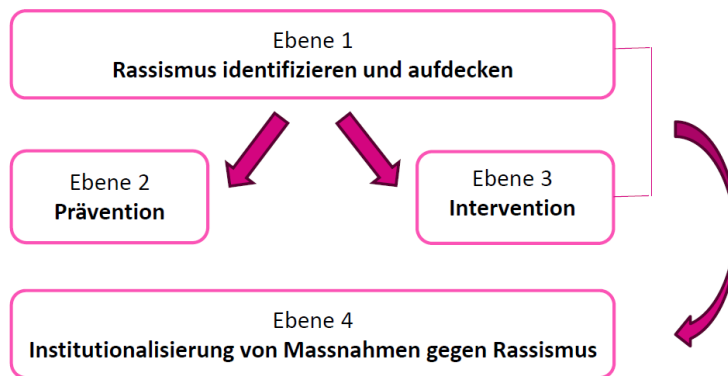 Ebene 1
Rassismus identifizieren und aufdecken
Ebene 2
Prävention
Ebene 3
Intervention
Ebene 4
Institutionalisierung von Massnahmen gegen Rassismus